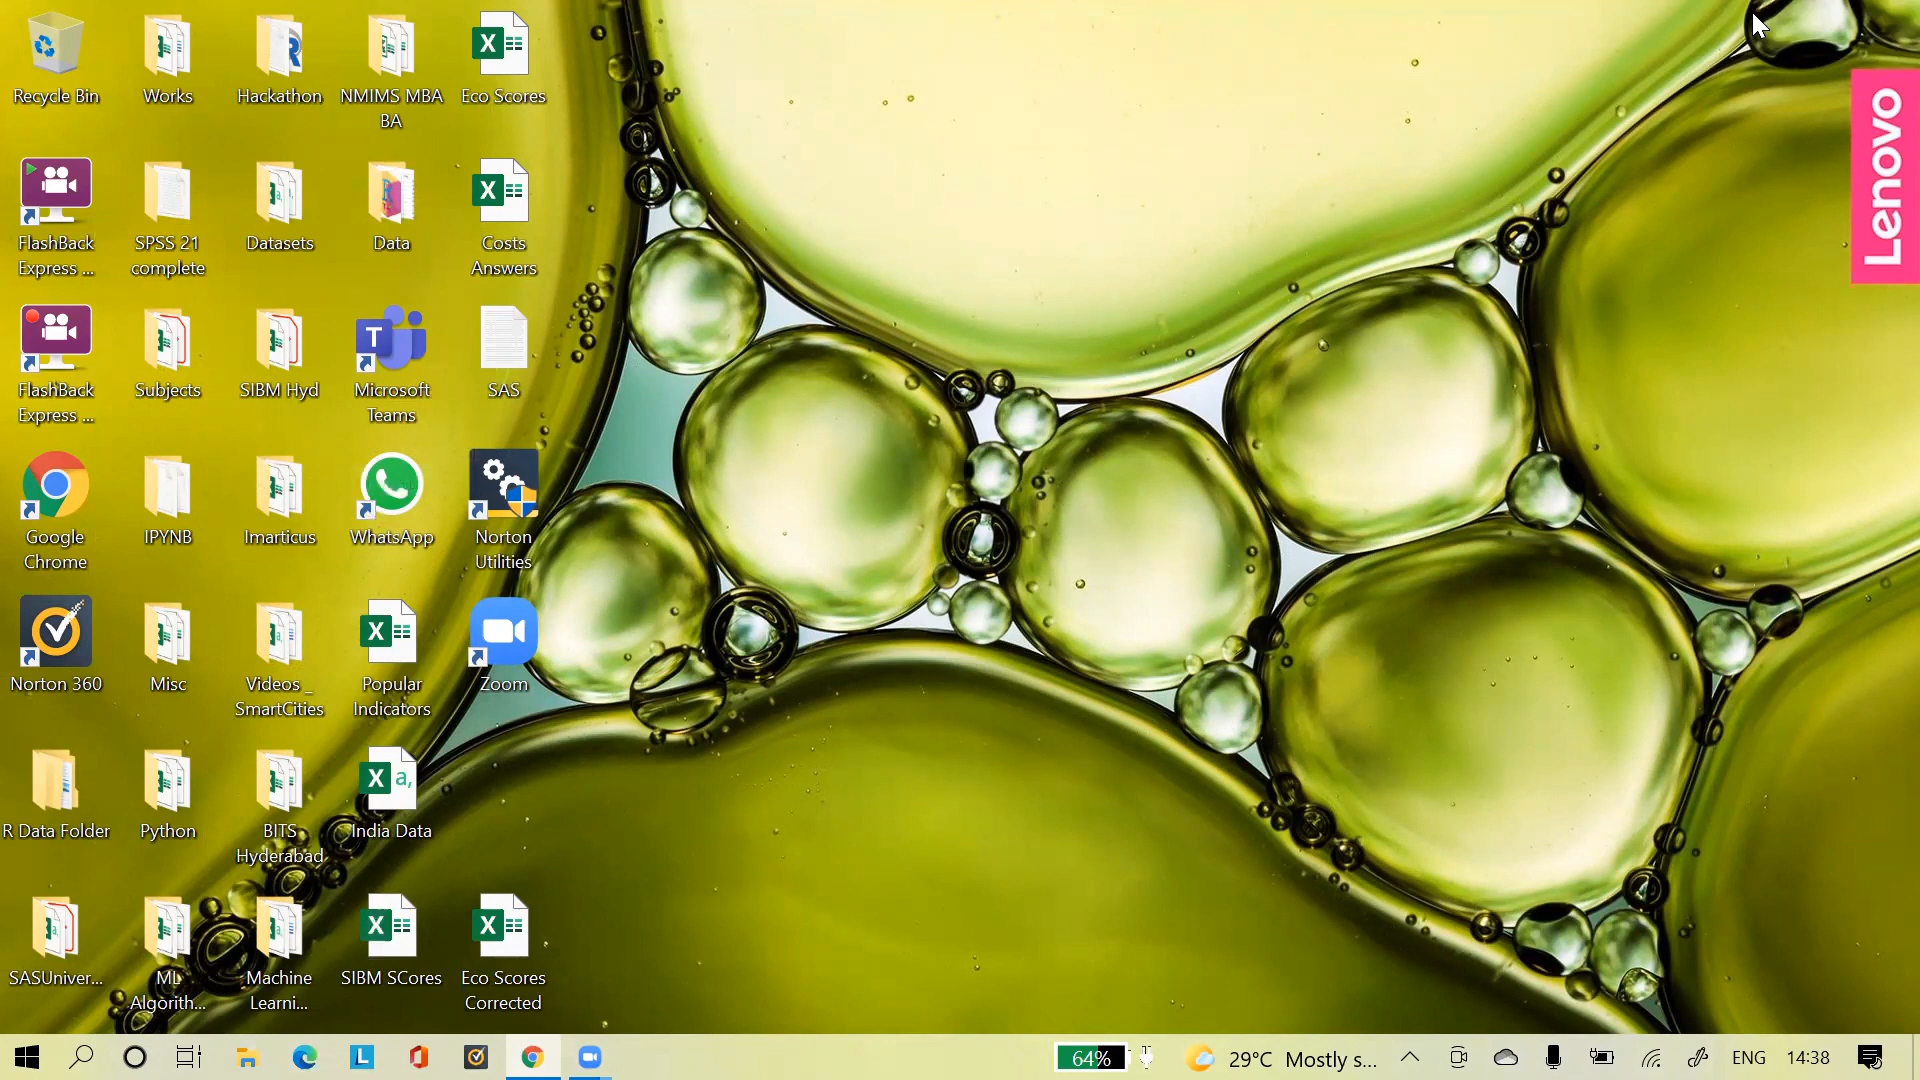 Recycle Bin
Works
Hackathon
NMIMS MBA
BA
Eco Scores
FlashBack
Express ...
SPSS 21
complete
Datasets
Data
Costs
Answers
FlashBack
Express ...
Subjects
SIBM Hyd
Microsoft
Teams
SAS
Google
Chrome
IPYNB
Imarticus
WhatsApp
Norton
Utilities
Norton 360
Misc
Videos _
SmartCities
Popular
Indicators
Zoom
R Data Folder
Python
BITS
Hyderabad
India Data
SASUniver...
ML
Algorith...
Machine
Learni...
SIBM SCores
Eco Scores
Corrected
Lenovo
64%
29°C Mostly s...
ENG
14:38